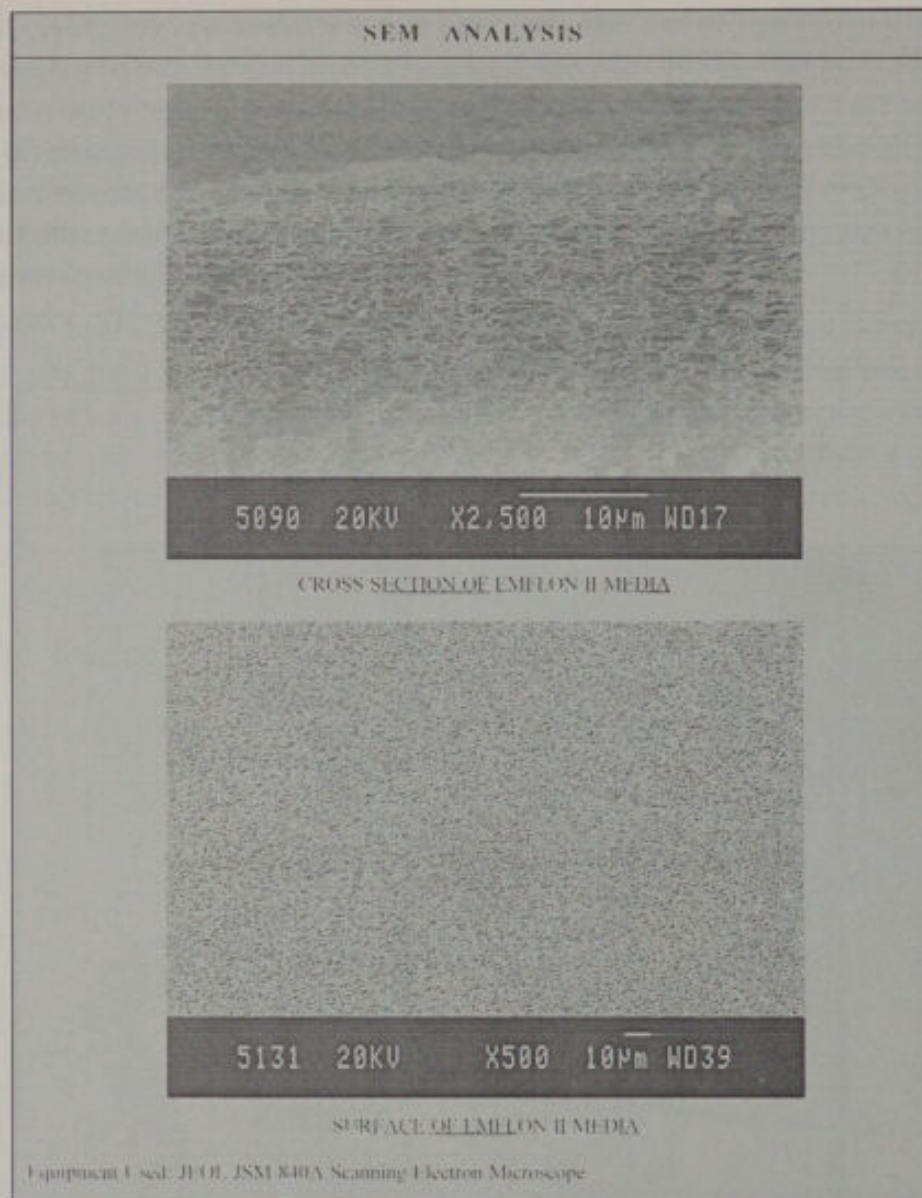 SEM ANALYSIS
5090 20KV X2,500 10µm WD17
CROSS SECTION OF EMFLON II MEDIA
5131 20KV X500 10µm WD39
SURFACE OF EMFLON II MEDIA
Equipment Used: JEOL JSM 840A Scanning Electron Microscope